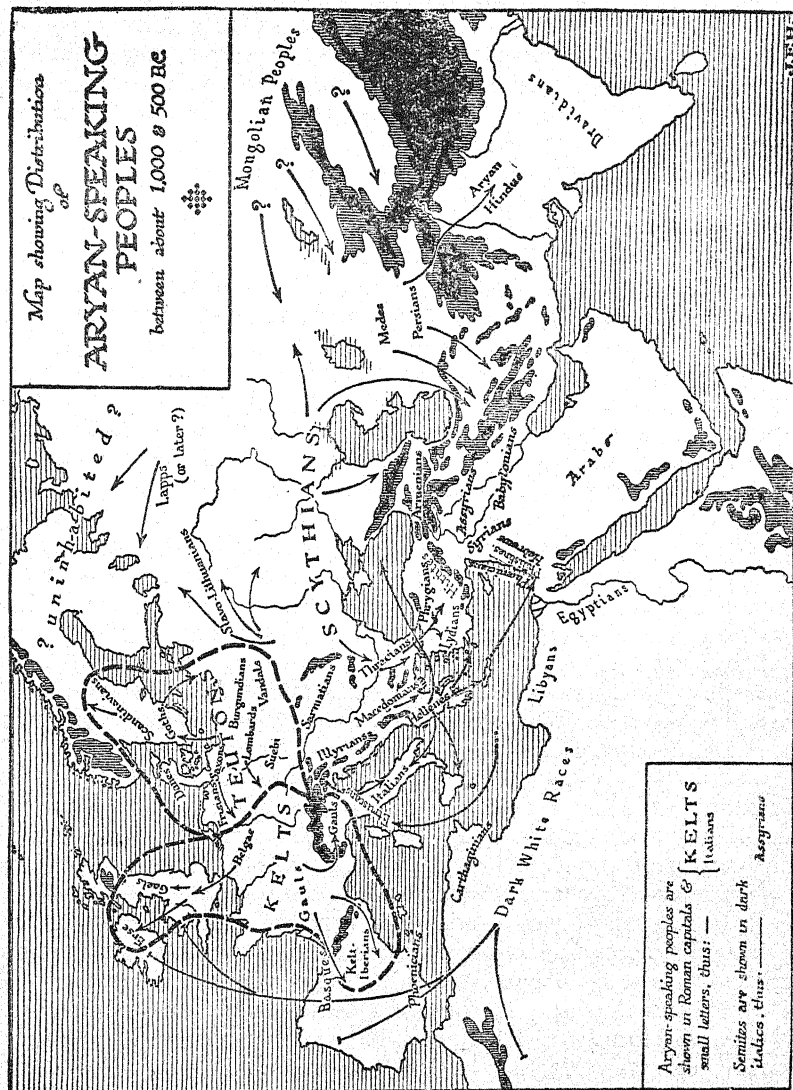 Map showing Distribution
of
ARYAN-SPEAKING
PEOPLES
between about 1,000 & 500 B.C.
J.F.H.
Mongolian Peoples
?
?
?
? uninhabited ?
Lapps
(or later ?)
Slavo-Lithuanians
Scandinavians
Goths
Danes
TEUTONS
Burgundians
Lombards
Vandals
Suebi
SCYTHIANS
Sarmatians
Gaels
Belgae
KELTS
Gauls
Gauls
Basques
Kelt-
Iberians
Phoenicians
Illyrians
Italians
Macedonians
Thracians
Hellenes
Phrygians
Lydians
Armenians
Medes
Persians
Aryan
Hindus
Dravidians
Assyrians
Babylonians
Syrians
Arabs
Egyptians
Libyans
Carthaginians
Dark White Races
Aryan-speaking peoples are
shown in Roman capitals &
small letters, thus: —
KELTS
Italians
Semites are shown in dark
italics, thus: —
Assyrians